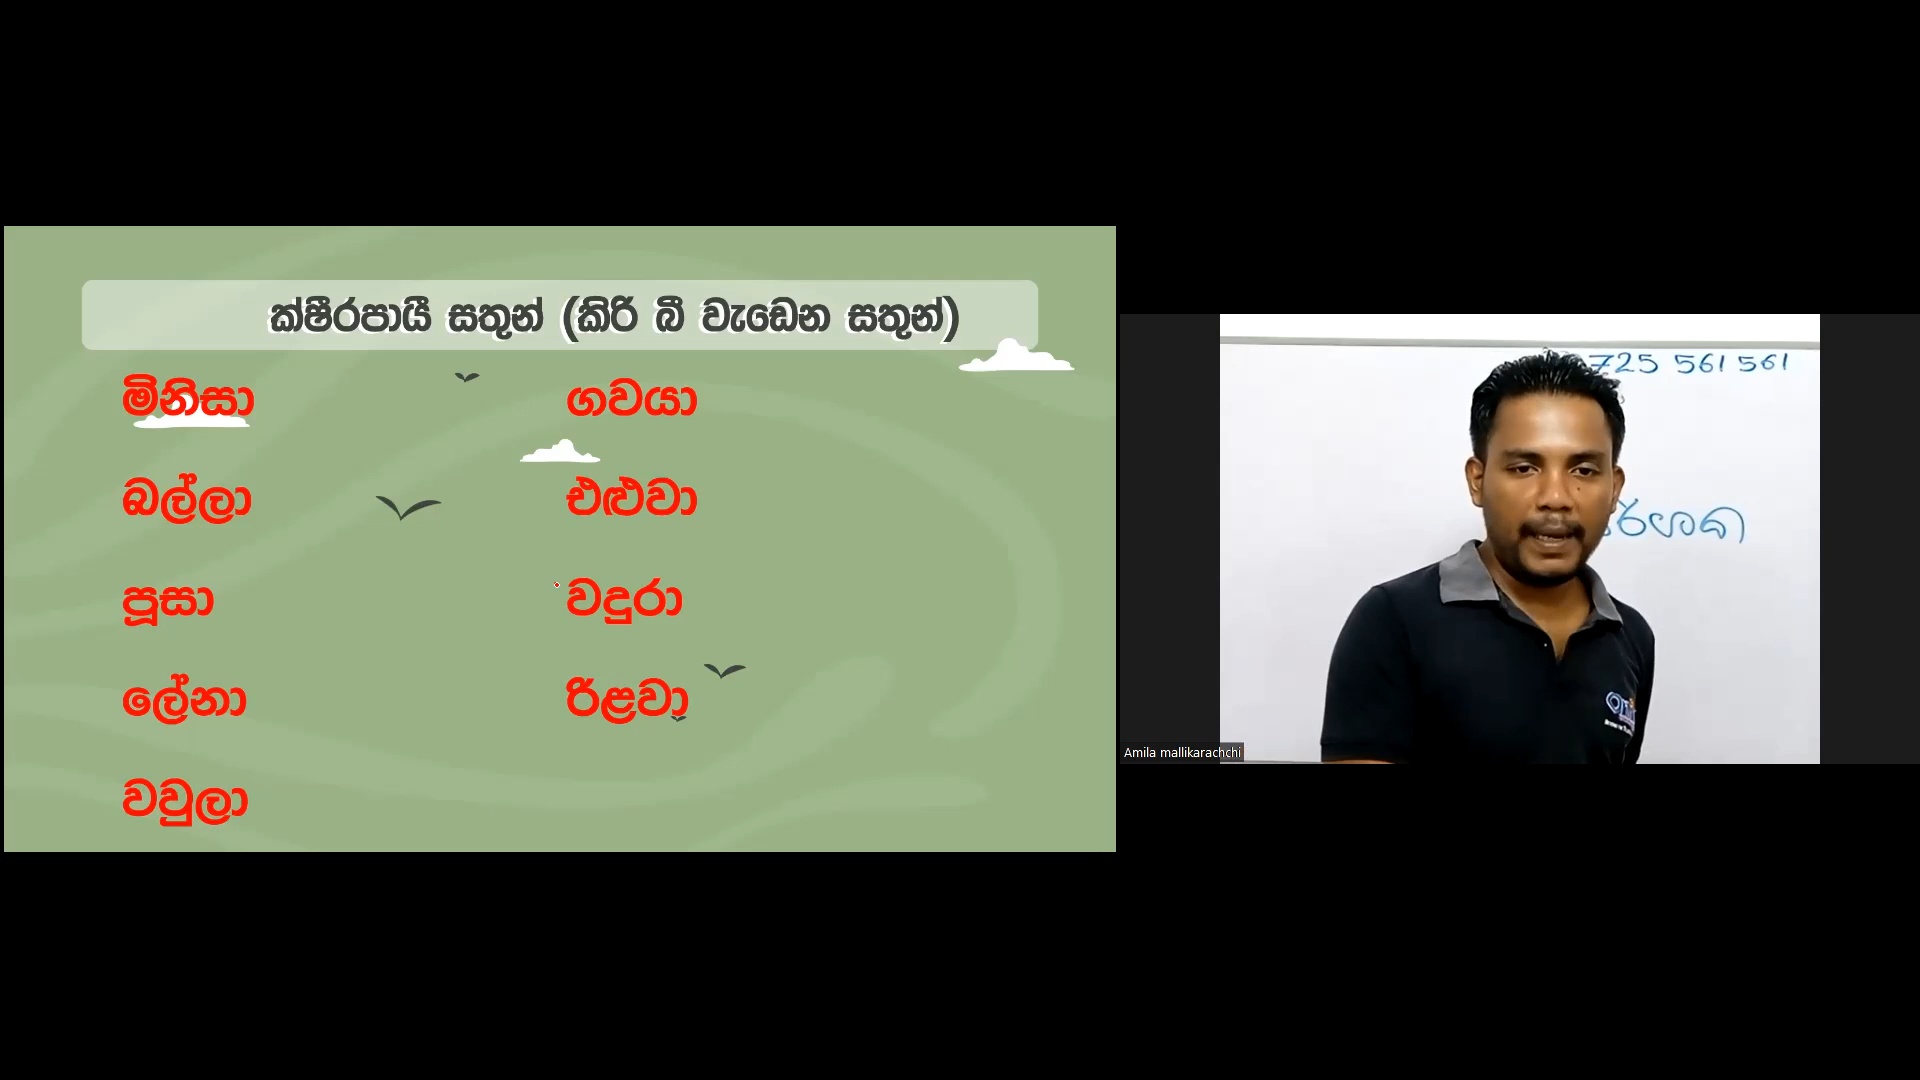 ක්ෂීරපායී සතුන් (කිරි බී වැඩෙන සතුන්)
මිනිසා
බල්ලා
පූසා
ලේනා
වවුලා
ගවයා
එළුවා
වඳුරා
රිළවා
725 561 561
Amila mallikarachchi